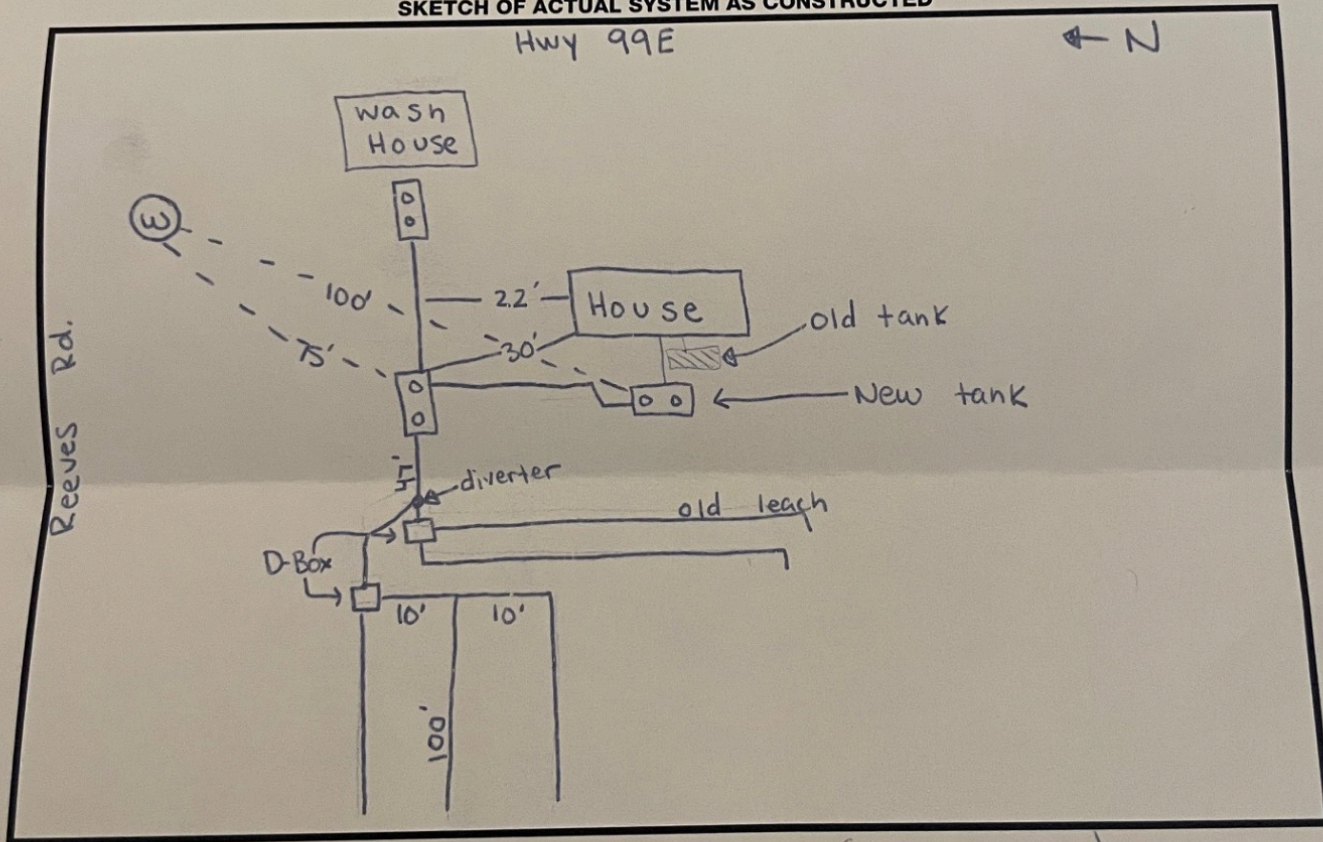 SKETCH OF ACTUAL SYSTEM AS CONSTRUCTED
Hwy 99E
← N
Wash
House
W
100'
22'
House
old tank
75'
30'
New tank
Reeves Rd.
47'
diverter
old leach
D-Box
10'
10'
100'